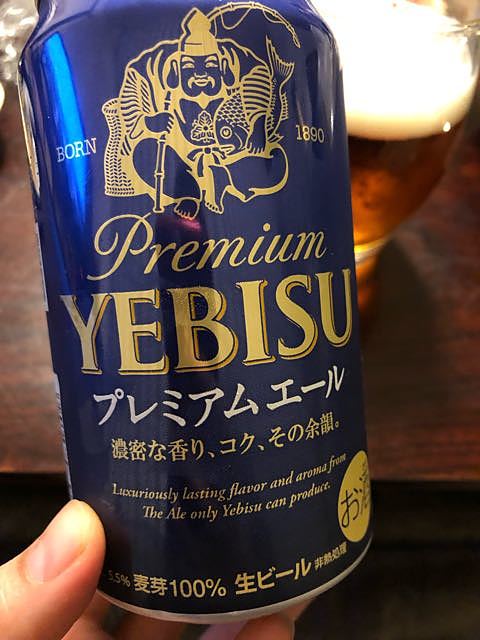 BORN 1890
Premium
YEBISU
プレミアムエール
濃密な香り、コク、その余韻。
Luxuriously lasting flavor and aroma from
The Ale only Yebisu can produce.
お酒
5.5% 麦芽100% 生ビール 非熱処理